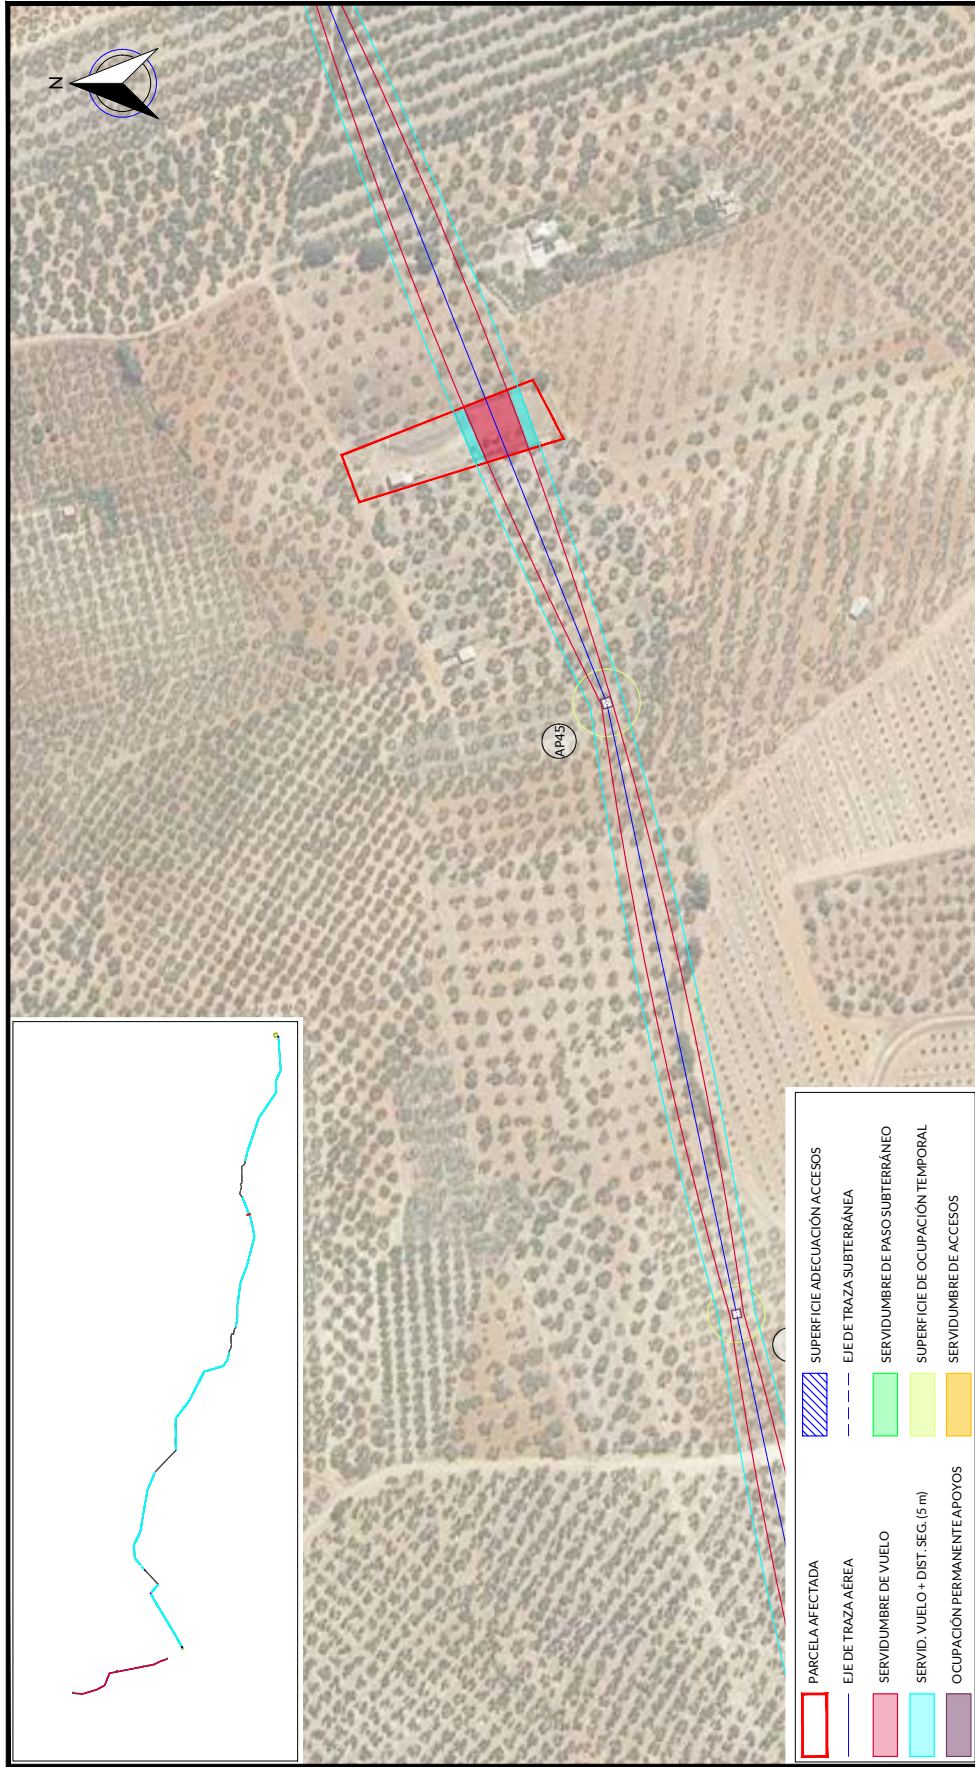 N
AP45
PARCELA AFECTADA
EJE DE TRAZA AÉREA
SERVIDUMBRE DE VUELO
SERVID. VUELO + DIST. SEG. (5 m)
OCUPACIÓN PERMANENTE APOYOS
SUPERFICIE ADECUACIÓN ACCESOS
EJE DE TRAZA SUBTERRÁNEA
SERVIDUMBRE DE PASO SUBTERRÁNEO
SUPERFICIE DE OCUPACIÓN TEMPORAL
SERVIDUMBRE DE ACCESOS